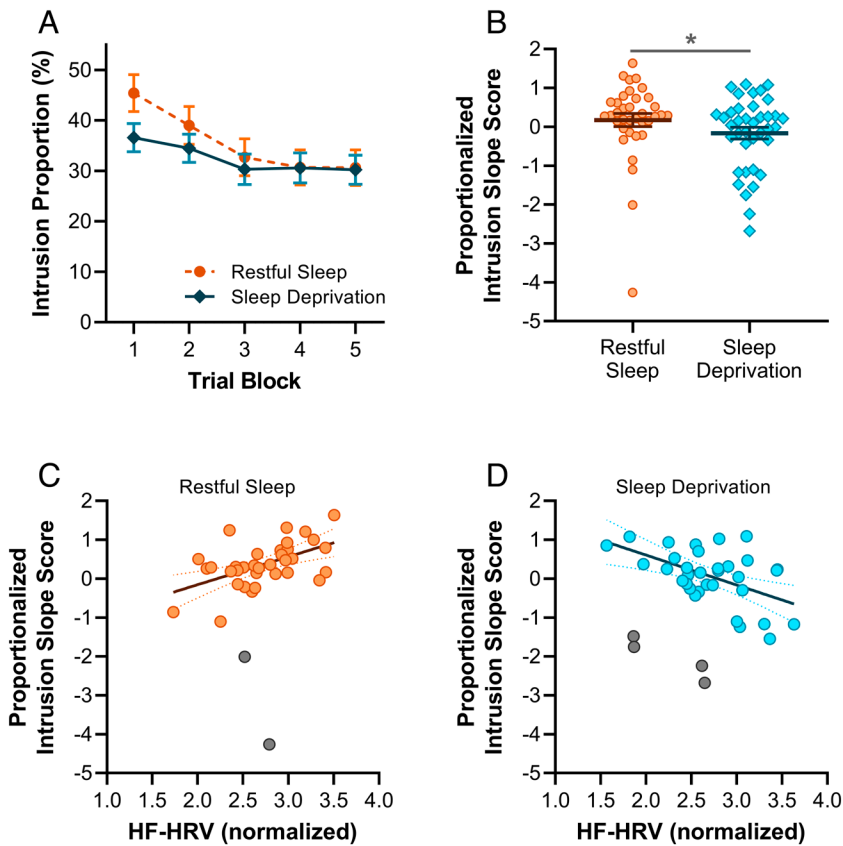 A
Intrusion Proportion (%)
50
40
30
20
10
0
Restful Sleep
Sleep Deprivation
1 2 3 4 5
Trial Block
B
*
Proportionalized
Intrusion Slope Score
2
1
0
-1
-2
-3
-4
-5
Restful
Sleep
Sleep
Deprivation
C
Restful Sleep
Proportionalized
Intrusion Slope Score
2
1
0
-1
-2
-3
-4
-5
1.0 1.5 2.0 2.5 3.0 3.5 4.0
HF-HRV (normalized)
D
Sleep Deprivation
Proportionalized
Intrusion Slope Score
2
1
0
-1
-2
-3
-4
-5
1.0 1.5 2.0 2.5 3.0 3.5 4.0
HF-HRV (normalized)